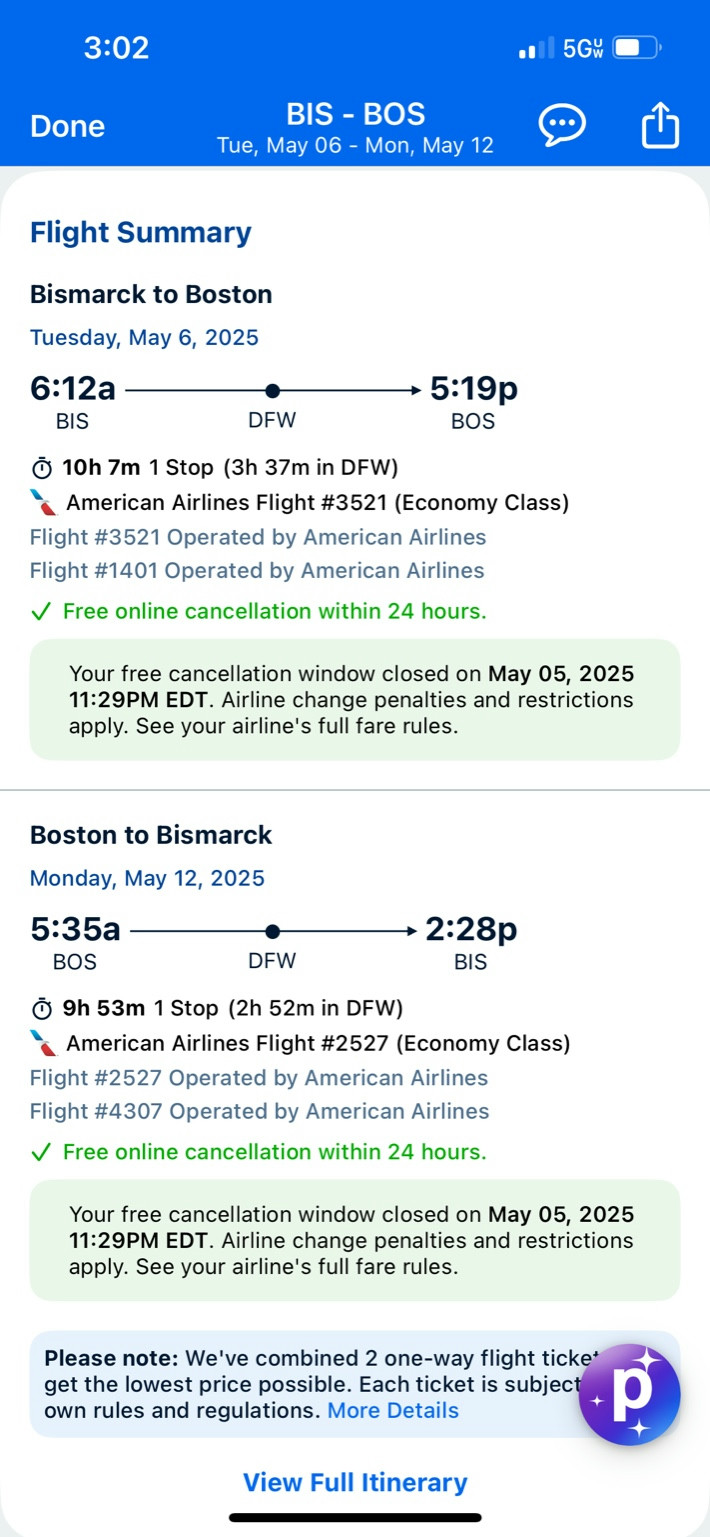 3:02
5GUW
Done
BIS - BOS
Tue, May 06 - Mon, May 12
Flight Summary
Bismarck to Boston
Tuesday, May 6, 2025
6:12a
5:19p
BIS
DFW
BOS
10h 7m 1 Stop (3h 37m in DFW)
American Airlines Flight #3521 (Economy Class)
Flight #3521 Operated by American Airlines
Flight #1401 Operated by American Airlines
✓ Free online cancellation within 24 hours.
Your free cancellation window closed on May 05, 2025
11:29PM EDT. Airline change penalties and restrictions
apply. See your airline's full fare rules.
Boston to Bismarck
Monday, May 12, 2025
5:35a
2:28p
BOS
DFW
BIS
9h 53m 1 Stop (2h 52m in DFW)
American Airlines Flight #2527 (Economy Class)
Flight #2527 Operated by American Airlines
Flight #4307 Operated by American Airlines
✓ Free online cancellation within 24 hours.
Your free cancellation window closed on May 05, 2025
11:29PM EDT. Airline change penalties and restrictions
apply. See your airline's full fare rules.
Please note: We've combined 2 one-way flight
get the lowest price possible. Each ticket is subject
own rules and regulations. More Details
p
View Full Itinerary